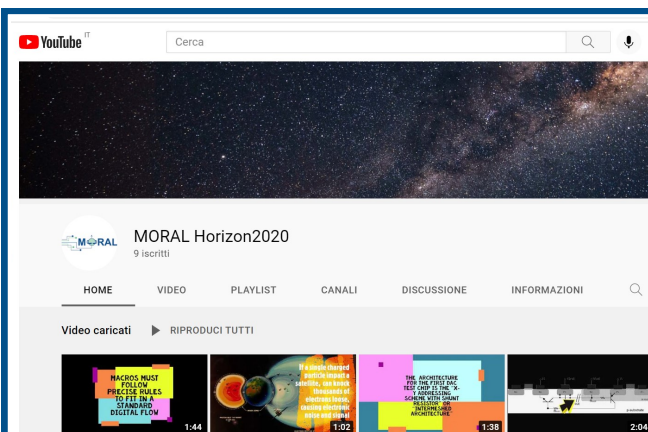 YouTube IT
Cerca
MORAL
MORAL Horizon2020
9 iscritti
HOME VIDEO PLAYLIST CANALI DISCUSSIONE INFORMAZIONI
Video caricati RIPRODUCI TUTTI
MACROS MUST
FOLLOW
PRECISE RULES
TO FIT IN A
STANDARD
DIGITAL FLOW
1:44
If a single charged
particle impact a
satellite, can knock
thousands of
electrons loose,
causing electronic
noise and signal
1:02
THE ARCHITECTURE
FOR THE FIRST DAC
TEST CHIP IS THE "X-
Y ADDRESSING
SCHEME WITH SHUNT
RESISTOR" OR
"INTERMESHED
ARCHITECTURE"
1:38
2:04